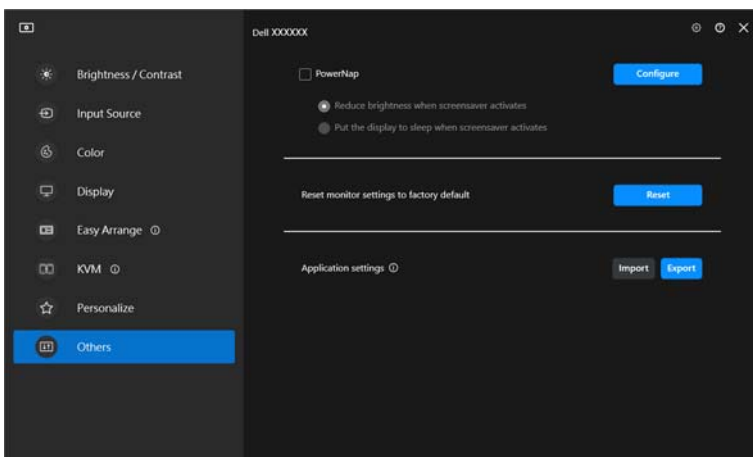 Dell XXXXXX
Brightness / Contrast
Input Source
Color
Display
Easy Arrange
KVM
Personalize
Others
PowerNap
Configure
Reduce brightness when screensaver activates
Put the display to sleep when screensaver activates
Reset monitor settings to factory default
Reset
Application settings
Import
Export